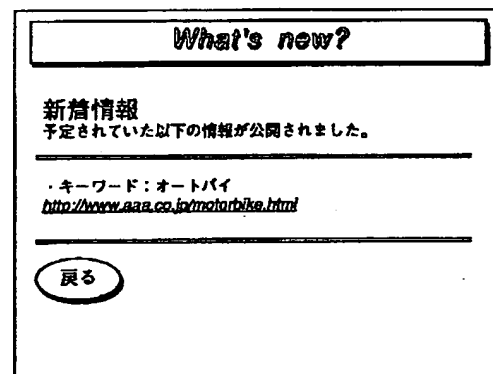 What's new?
新着情報
予定されていた以下の情報が公開されました。
・キーワード：オートバイ
http://www.aaa.co.jp/motorbike.html
戻る